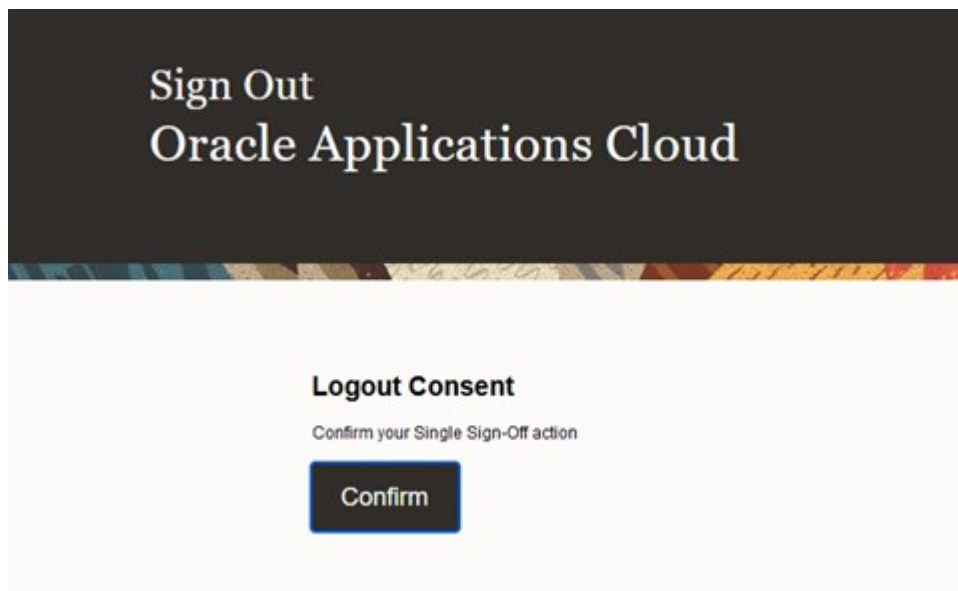 Sign Out
Oracle Applications Cloud
Logout Consent
Confirm your Single Sign-Off action
Confirm